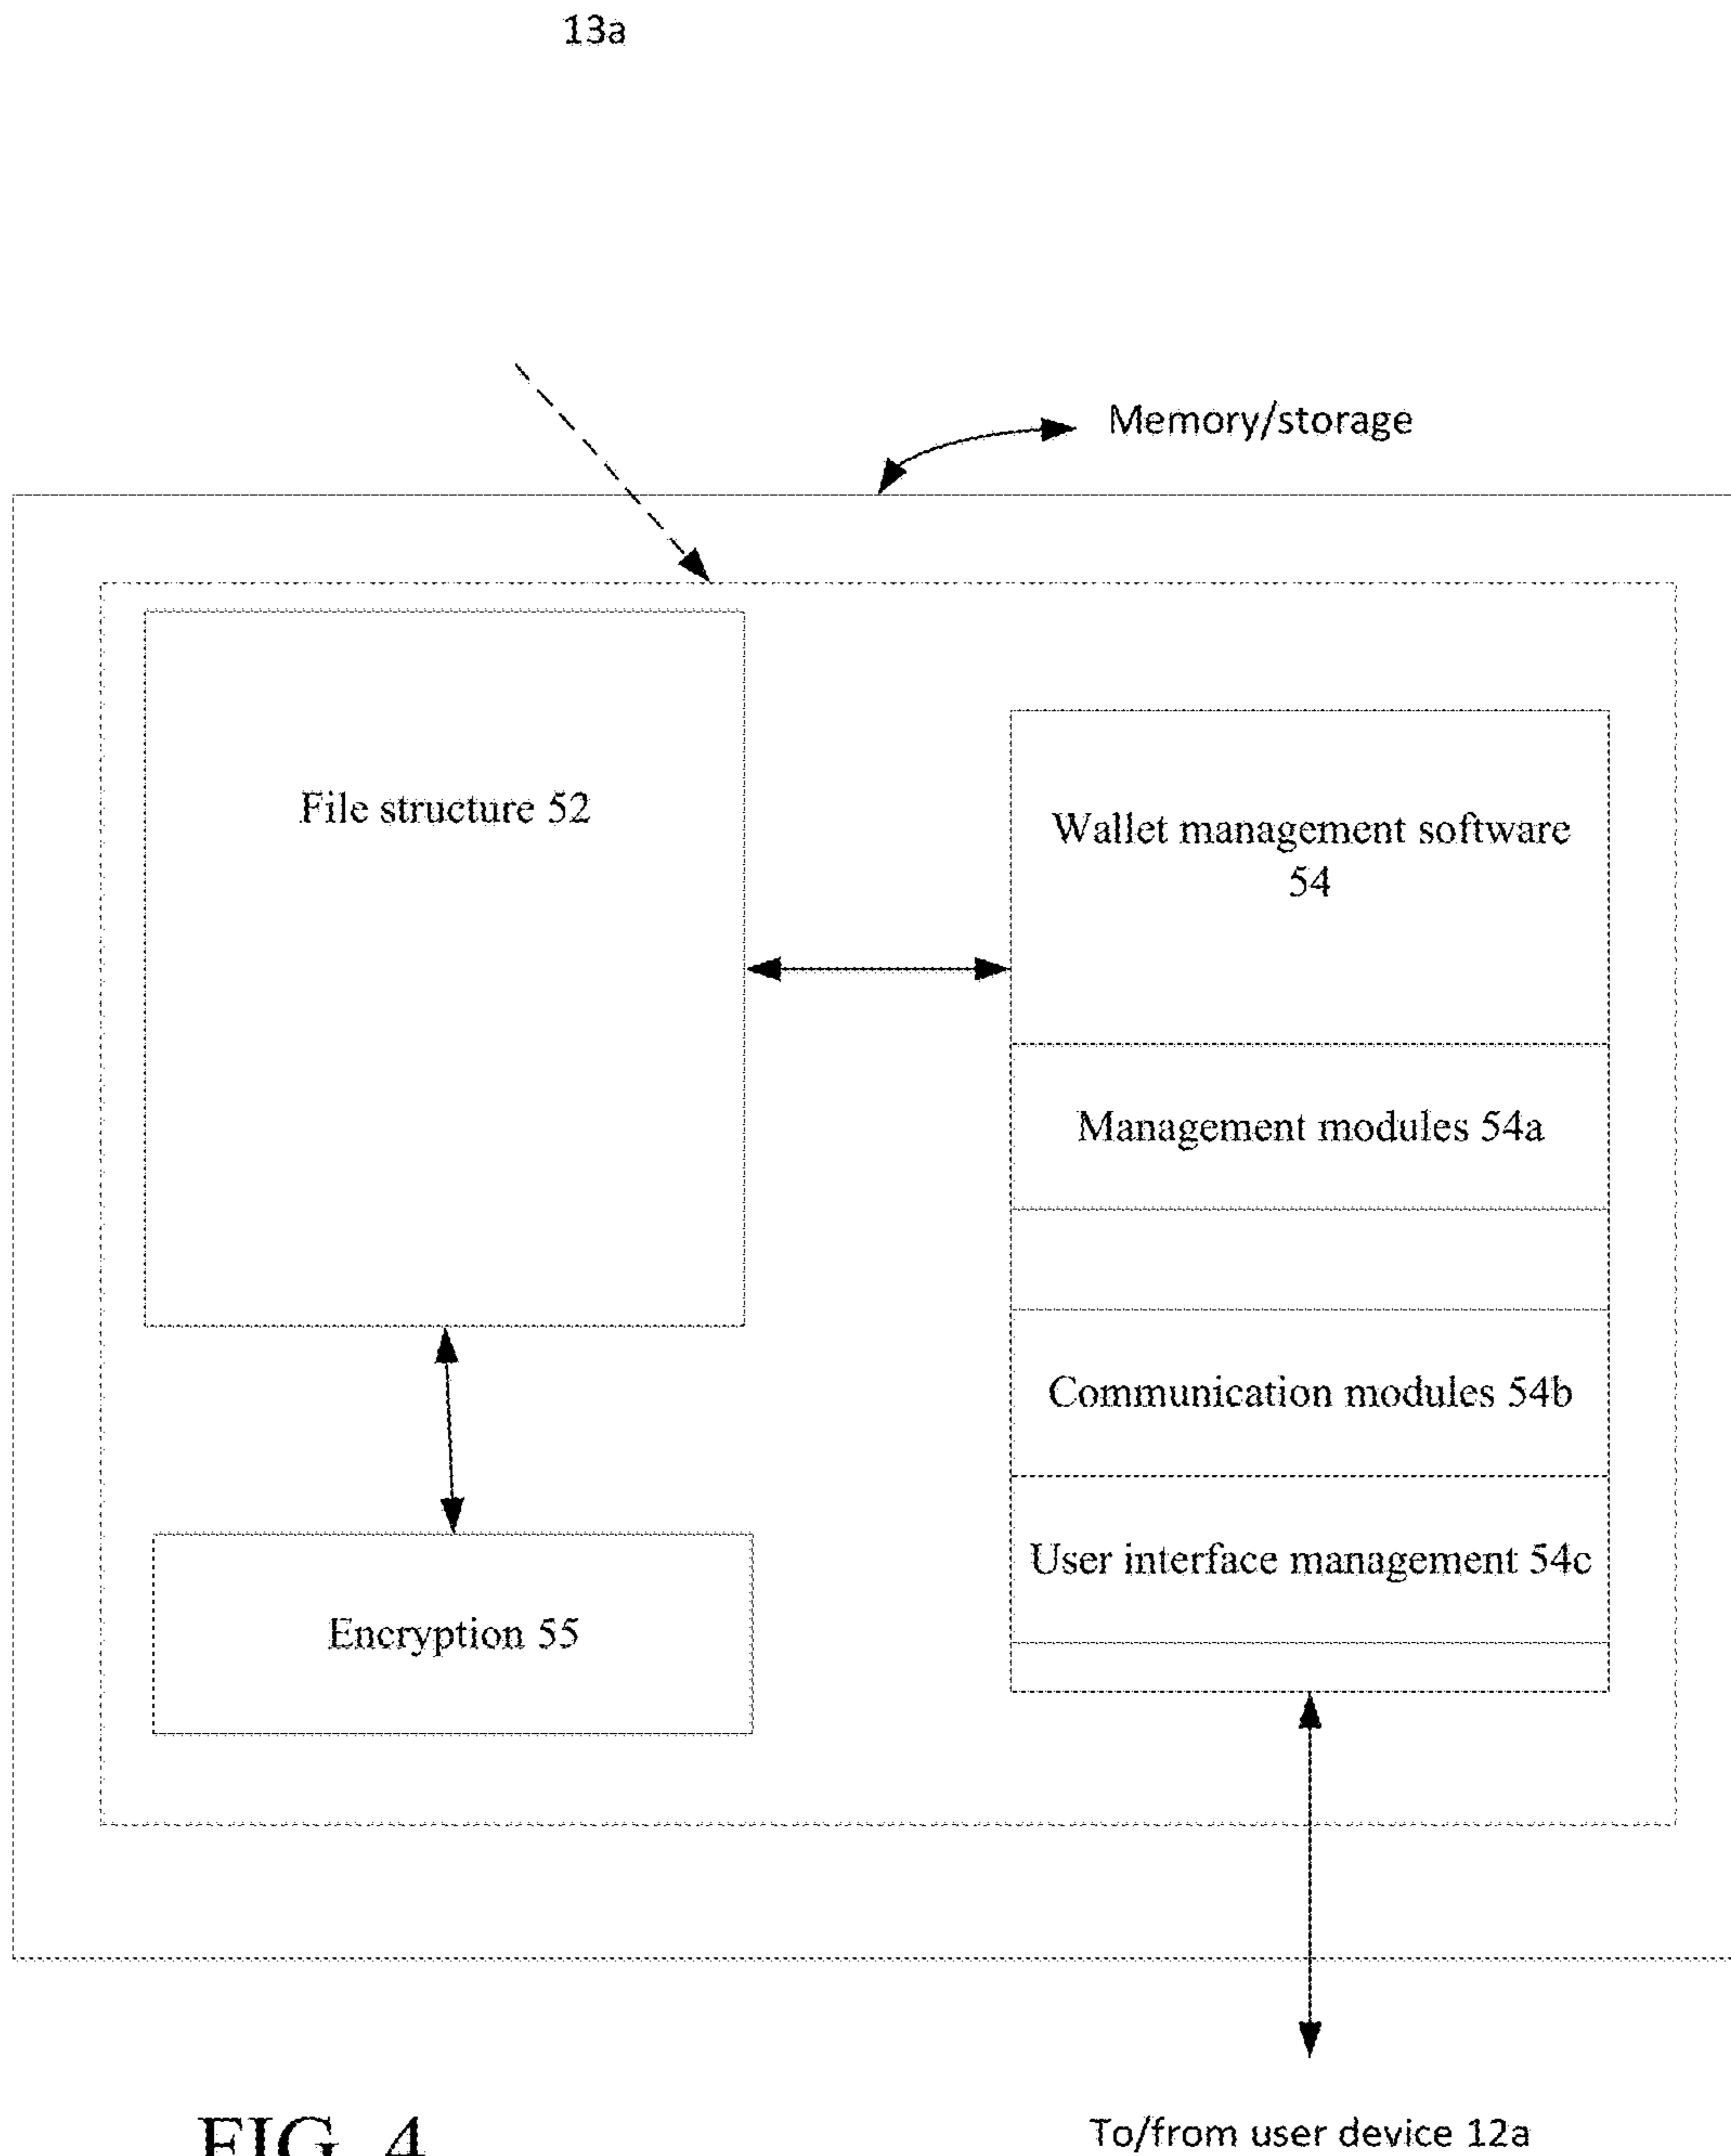 13a
Memory/storage
File structure 52
Wallet management software
54
Management modules 54a
Communication modules 54b
User interface management 54c
Encryption 55
To/from user device 12a
FIG. 4